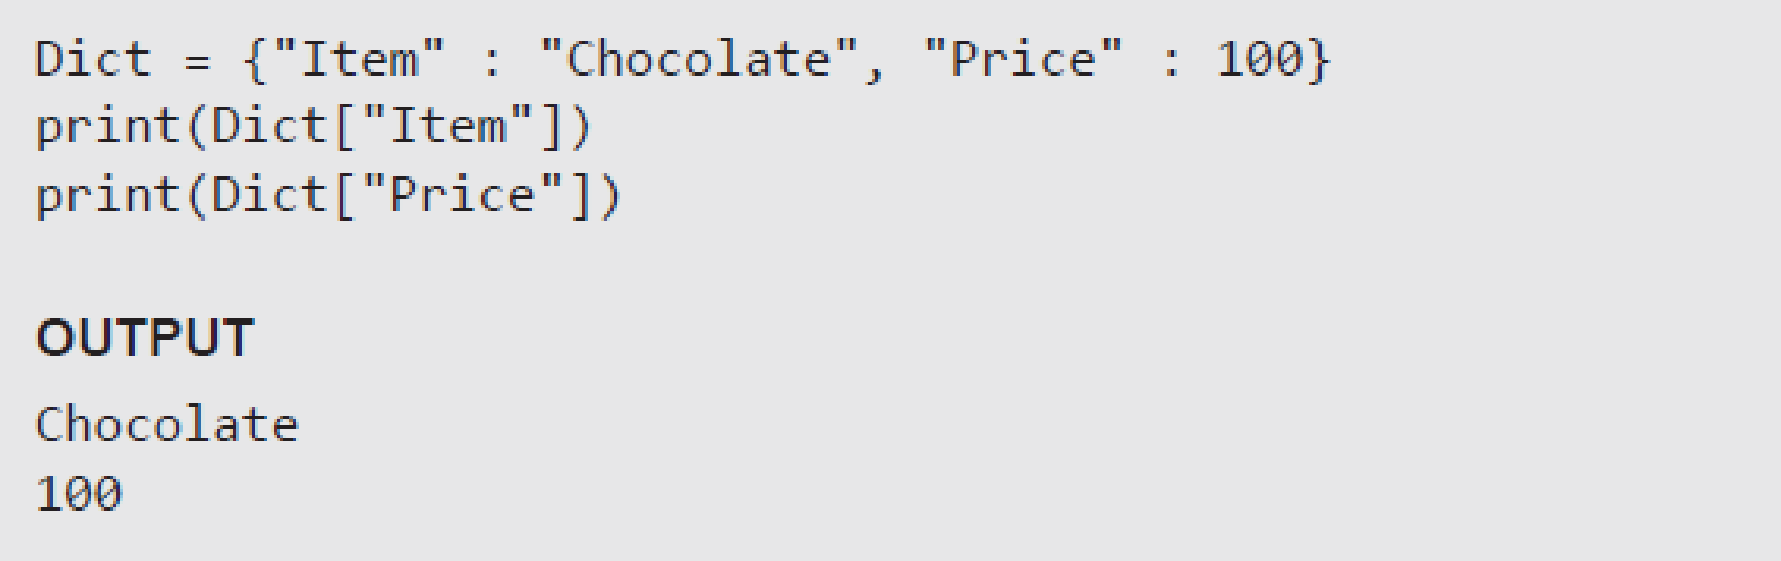 Dict = {"Item" : "Chocolate", "Price" : 100}
print(Dict["Item"])
print(Dict["Price"])
OUTPUT
Chocolate
100